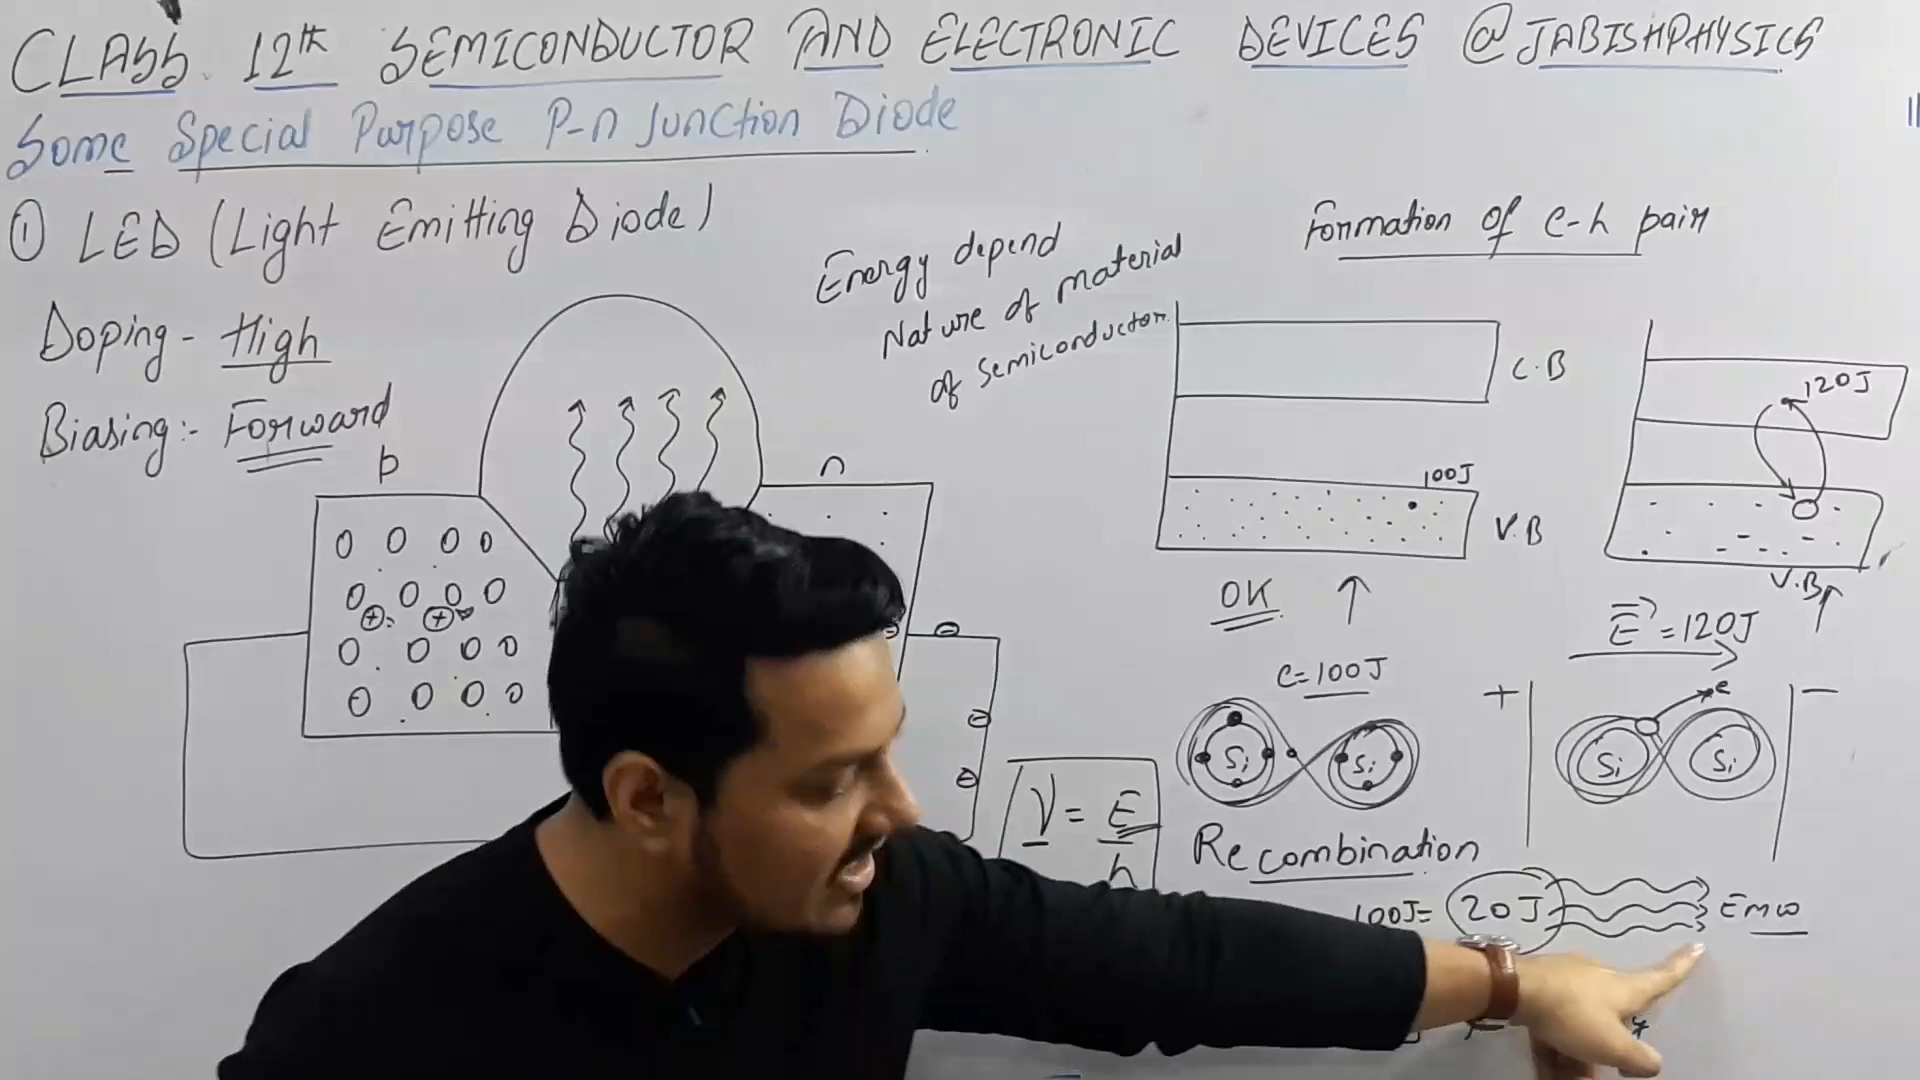 CLASS 12th SEMICONDUCTOR AND ELECTRONIC DEVICES @JABISHPHYSICS
Some Special Purpose P-n Junction Diode
① LED (Light Emitting Diode)
Doping - High
Biasing:- Forward
p
n
Energy depend
Nature of material
of semiconductor
Formation of e-h pair
C.B
100J
V.B
OK
e=100J
Si
Si
120J
V.B
E = 120J
+
e
−
Si
Si
Recombination
ν = E/h
100J = 20J
Emw